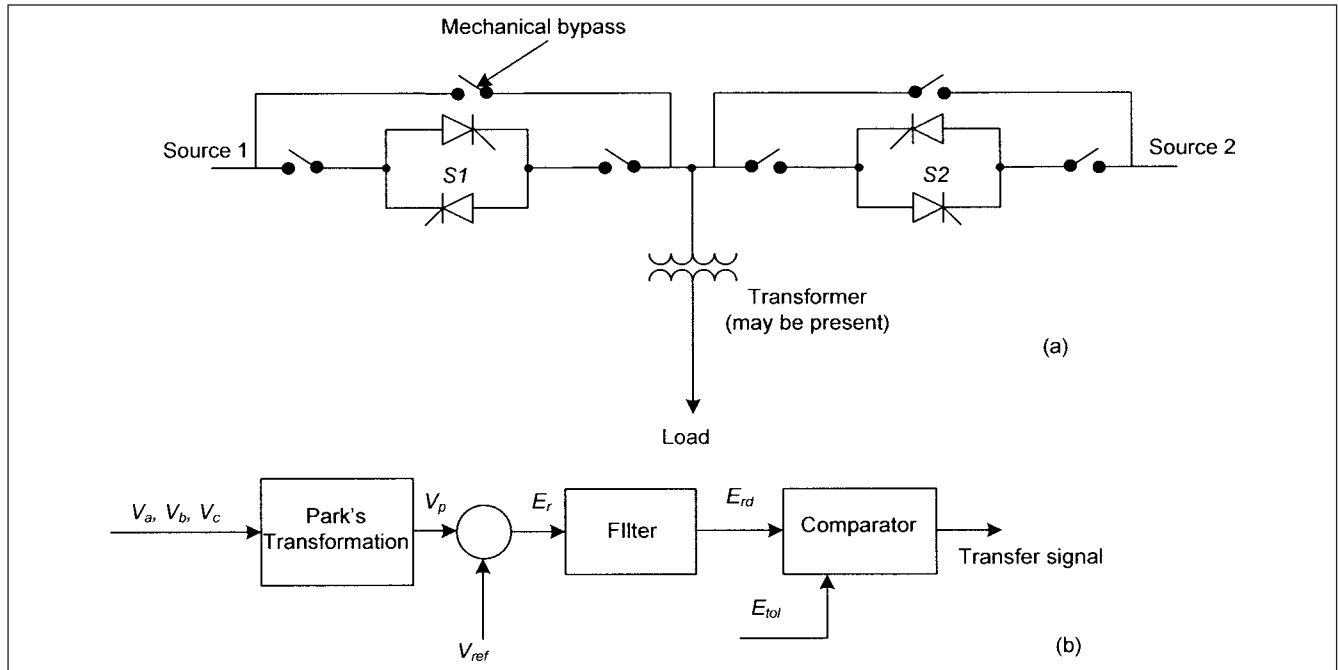 Mechanical bypass
Source 1
S1
S2
Source 2
Transformer
(may be present)
(a)
Load
Va, Vb, Vc
Park's
Transformation
Vp
Er
FIlter
Erd
Comparator
Transfer signal
Vref
Etol
(b)